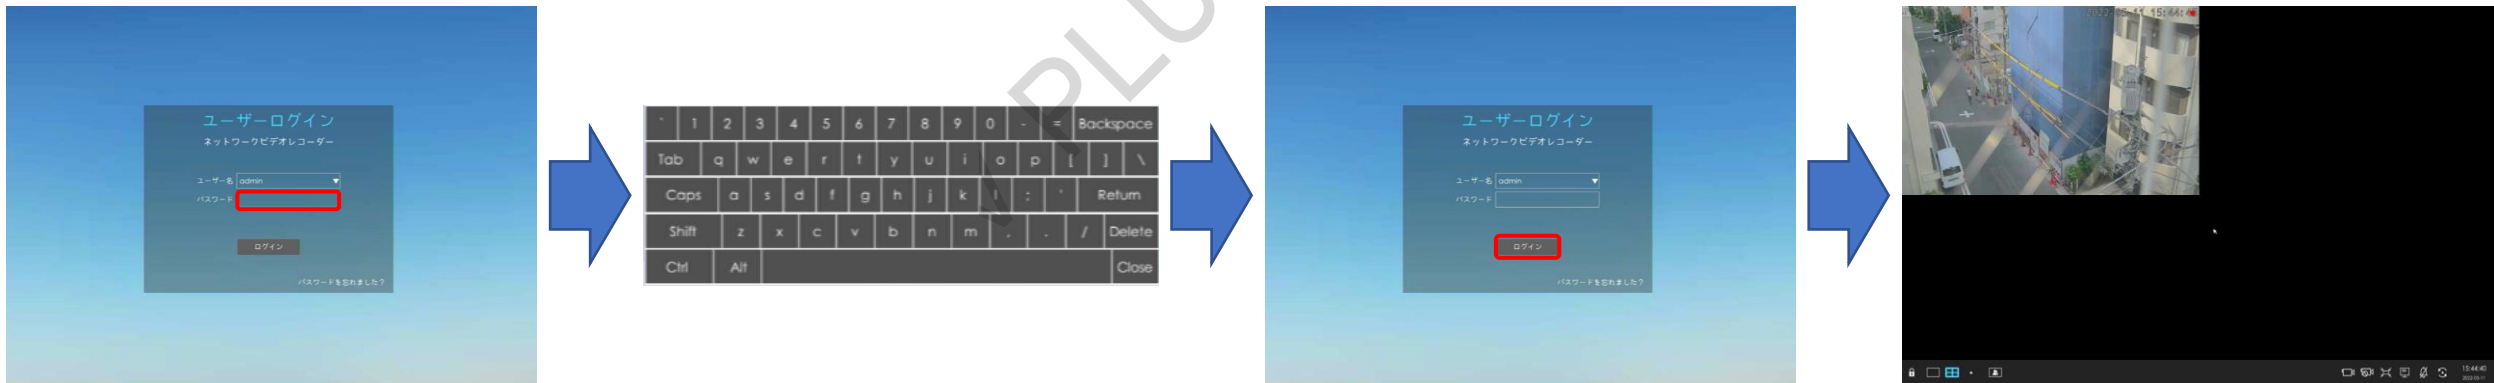 ユーザーログイン
ネットワークビデオレコーダー
ユーザー名 admin
パスワード
ログイン
パスワードを忘れました?
` 1 2 3 4 5 6 7 8 9 0 - = Backspace
Tab q w e r t y u i o p [ ] \
Caps a s d f g h j k l ; ' Return
Shift z x c v b n m , . / Delete
Ctrl Alt Close
ユーザーログイン
ネットワークビデオレコーダー
ユーザー名 admin
パスワード
ログイン
パスワードを忘れました?
15:44:40
PLU